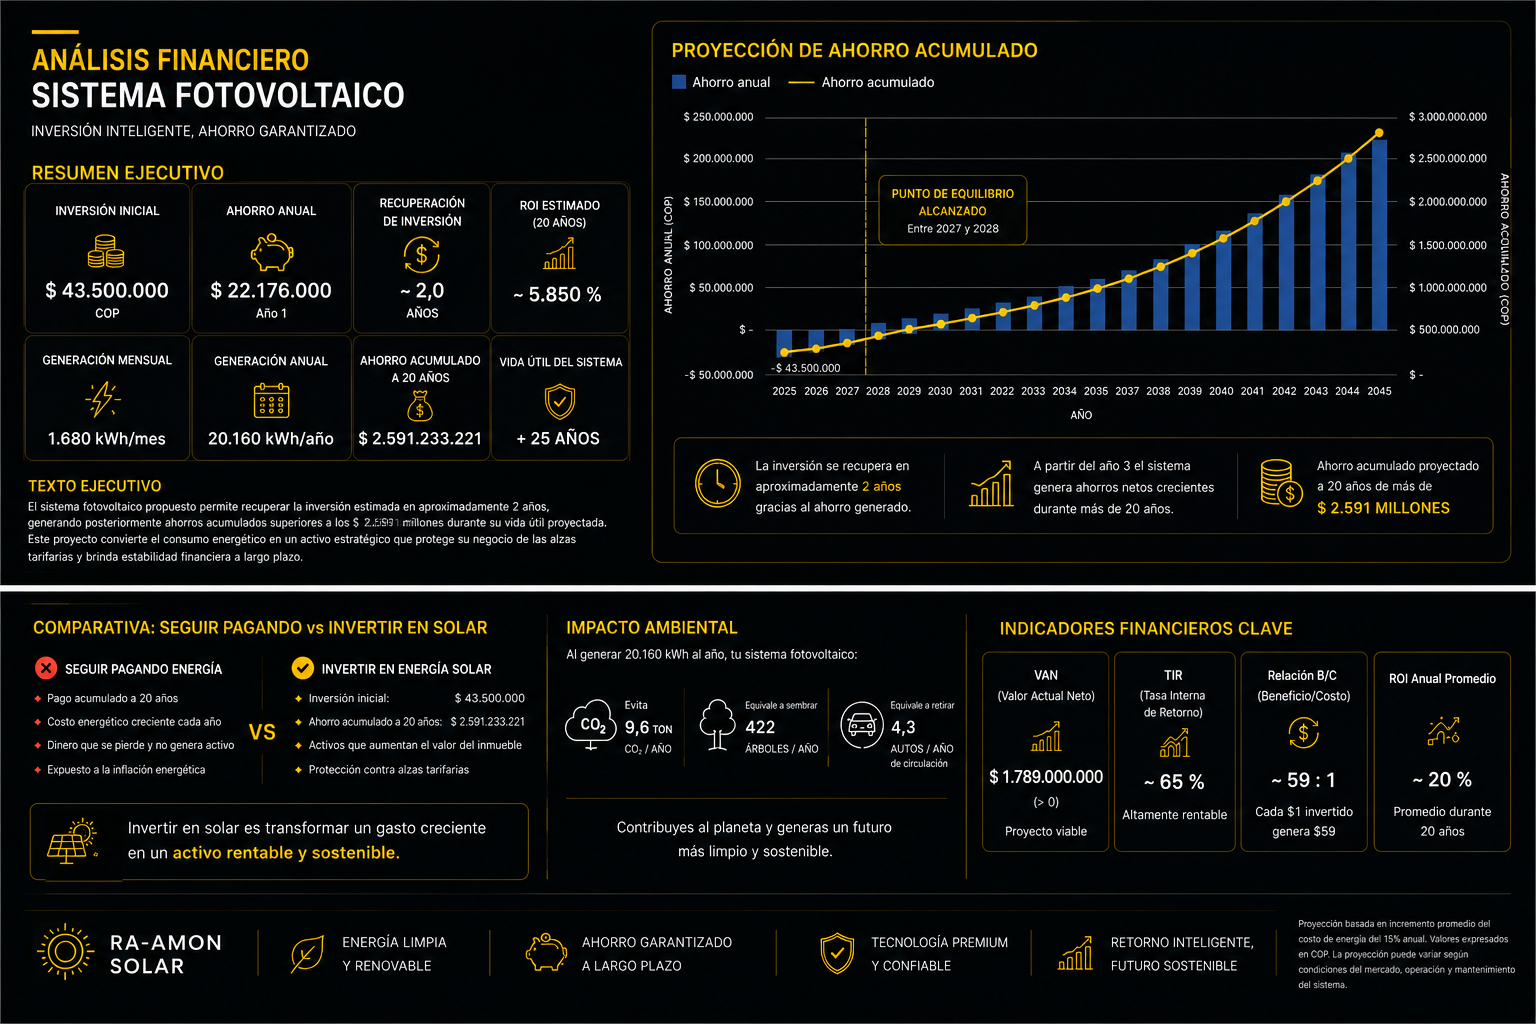 ANÁLISIS FINANCIERO
SISTEMA FOTOVOLTAICO
INVERSIÓN INTELIGENTE, AHORRO GARANTIZADO
RESUMEN EJECUTIVO
INVERSIÓN INICIAL
$ 43.500.000
COP
AHORRO ANUAL
$ 22.176.000
Año 1
RECUPERACIÓN
DE INVERSIÓN
~ 2,0
AÑOS
ROI ESTIMADO
(20 AÑOS)
~ 5.850 %
GENERACIÓN MENSUAL
1.680 kWh/mes
GENERACIÓN ANUAL
20.160 kWh/año
AHORRO ACUMULADO
A 20 AÑOS
$ 2.591.233.221
VIDA ÚTIL DEL SISTEMA
+ 25 AÑOS
TEXTO EJECUTIVO
El sistema fotovoltaico propuesto permite recuperar la inversión estimada en aproximadamente 2 años,
generando posteriormente ahorros acumulados superiores a los $ millones durante su vida útil proyectada.
Este proyecto convierte el consumo energético en un activo estratégico que protege su negocio de las alzas
tarifarias y brinda estabilidad financiera a largo plazo.
PROYECCIÓN DE AHORRO ACUMULADO
Ahorro anual
Ahorro acumulado
AHORRO ANUAL (COP)
$ 250.000.000
$ 200.000.000
$ 150.000.000
$ 100.000.000
$ 50.000.000
$ -
-$ 50.000.000
PUNTO DE EQUILIBRIO
ALCANZADO
Entre 2027 y 2028
-$ 43.500.000
$ 3.000.000.000
$ 2.500.000.000
$ 2.000.000.000
$ 1.500.000.000
$ 1.000.000.000
$ 500.000.000
$ -
AHORRO (COP)
2025 2026 2027 2028 2029 2030 2031 2022 2033 2034 2035 2037 2038 2039 2040 2041 2042 2043 2044 2045
AÑO
La inversión se recupera en
aproximadamente 2 años
gracias al ahorro generado.
A partir del año 3 el sistema
genera ahorros netos crecientes
durante más de 20 años.
Ahorro acumulado proyectado
a 20 años de más de
$ 2.591 MILLONES
COMPARATIVA: SEGUIR PAGANDO vs INVERTIR EN SOLAR
SEGUIR PAGANDO ENERGÍA
Pago acumulado a 20 años
Costo energético creciente cada año
Dinero que se pierde y no genera activo
Expuesto a la inflación energética
VS
INVERTIR EN ENERGÍA SOLAR
Inversión inicial: $ 43.500.000
Ahorro acumulado a 20 años: $ 2.591.233.221
Activos que aumentan el valor del inmueble
Protección contra alzas tarifarias
Invertir en solar es transformar un gasto creciente
en un activo rentable y sostenible.
IMPACTO AMBIENTAL
Al generar 20.160 kWh al año, tu sistema fotovoltaico:
CO₂
Evita
9,6 TON
CO₂ / AÑO
Equivale a sembrar
422
ÁRBOLES / AÑO
Equivale a retirar
4,3
AUTOS / AÑO
de circulación
Contribuyes al planeta y generas un futuro
más limpio y sostenible.
INDICADORES FINANCIEROS CLAVE
VAN
(Valor Actual Neto)
$ 1.789.000.000
(> 0)
Proyecto viable
TIR
(Tasa Interna
de Retorno)
~ 65 %
Altamente rentable
Relación B/C
(Beneficio/Costo)
~ 59 : 1
Cada $1 invertido
genera $59
ROI Anual Promedio
~ 20 %
Promedio durante
20 años
RA-AMON
SOLAR
ENERGÍA LIMPIA
Y RENOVABLE
AHORRO GARANTIZADO
A LARGO PLAZO
TECNOLOGÍA PREMIUM
Y CONFIABLE
RETORNO INTELIGENTE,
FUTURO SOSTENIBLE
Proyección basada en incremento promedio del
costo de energía del 15% anual. Valores expresados
en COP. La proyección puede variar según
condiciones del mercado, operación y mantenimiento
del sistema.